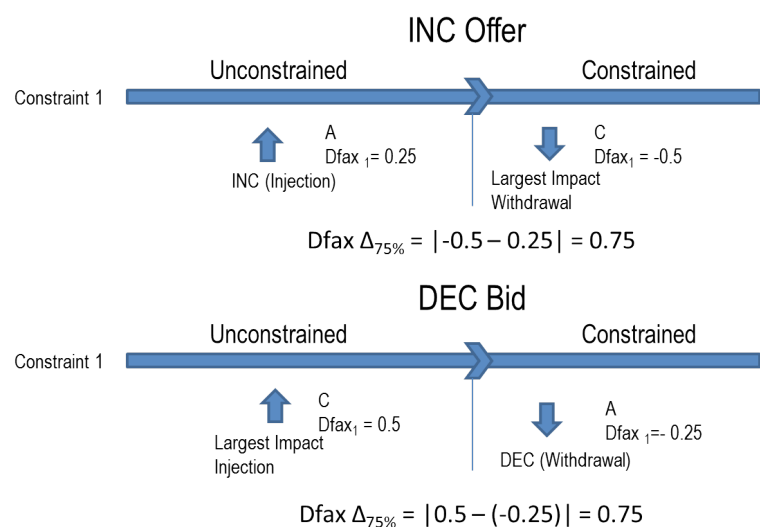 INC Offer
Unconstrained Constrained
Constraint 1
A
Dfax 1= 0.25
INC (Injection)
C
Dfax1 = -0.5
Largest Impact
Withdrawal
Dfax Δ75% = |-0.5 – 0.25| = 0.75
DEC Bid
Unconstrained Constrained
Constraint 1
C
Dfax1 = 0.5
Largest Impact
Injection
A
Dfax 1=- 0.25
DEC (Withdrawal)
Dfax Δ75% = |0.5 – (-0.25)| = 0.75